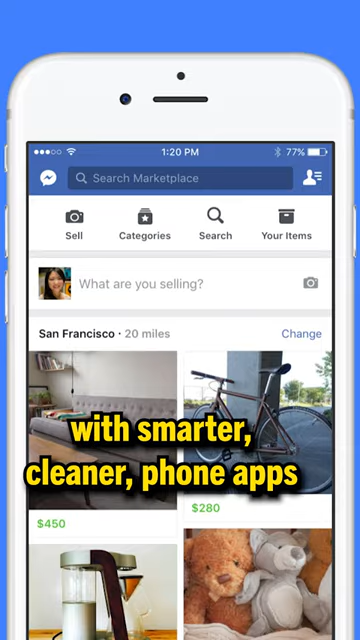 1:20 PM
77%
Search Marketplace
Sell
Categories
Search
Your Items
What are you selling?
San Francisco · 20 miles
Change
with smarter,
cleaner, phone apps
$450
$280